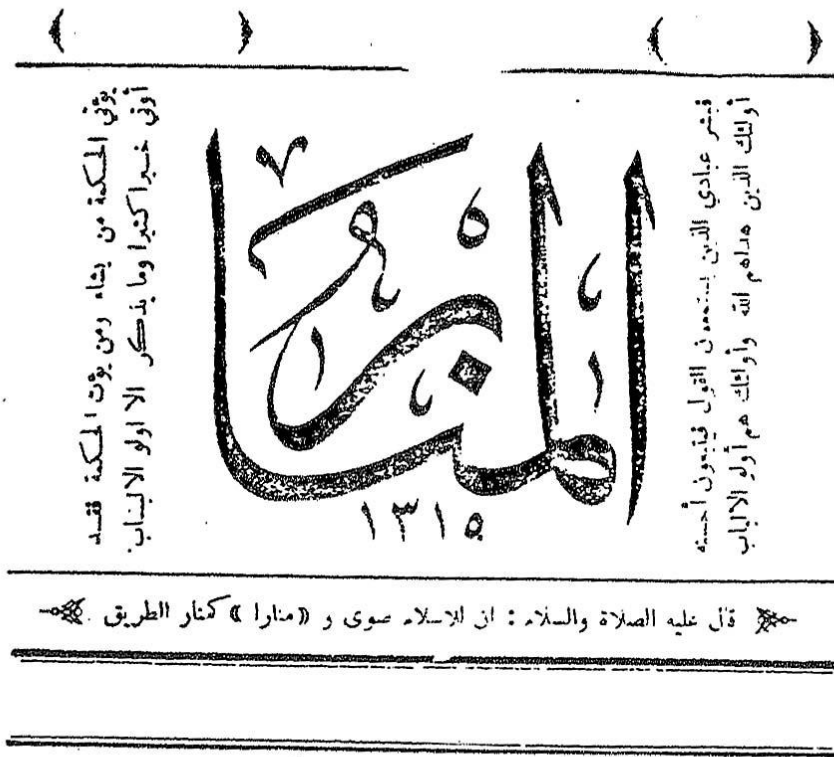 فبشر عبادي الذين يستمعون القول فيتبعون أحسنه
أولئك الذين هداهم الله وأولئك هم أولو الالباب
المنار
١٣١٥
يؤتي الحكمة من يشاء ومن يؤت الحكمة فقد
أوتي خيرا كثيرا وما يذكر الا اولو الالباب.
قال عليه الصلاة والسلام : ان للاسلام صوى و «منارا» كمنار الطريق